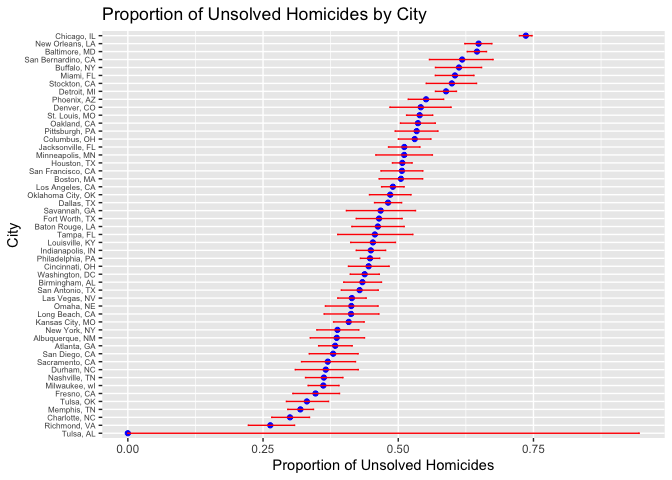 Proportion of Unsolved Homicides by City
City
Chicago, IL
New Orleans, LA
Baltimore, MD
San Bernardino, CA
Buffalo, NY
Miami, FL
Stockton, CA
Detroit, MI
Phoenix, AZ
Denver, CO
St. Louis, MO
Oakland, CA
Pittsburgh, PA
Columbus, OH
Jacksonville, FL
Minneapolis, MN
Houston, TX
San Francisco, CA
Boston, MA
Los Angeles, CA
Oklahoma City, OK
Dallas, TX
Savannah, GA
Fort Worth, TX
Baton Rouge, LA
Tampa, FL
Louisville, KY
Indianapolis, IN
Philadelphia, PA
Cincinnati, OH
Washington, DC
Birmingham, AL
San Antonio, TX
Las Vegas, NV
Omaha, NE
Long Beach, CA
Kansas City, MO
New York, NY
Albuquerque, NM
Atlanta, GA
San Diego, CA
Sacramento, CA
Durham, NC
Nashville, TN
Milwaukee, wI
Fresno, CA
Tulsa, OK
Memphis, TN
Charlotte, NC
Richmond, VA
Tulsa, AL
0.00 0.25 0.50 0.75
Proportion of Unsolved Homicides